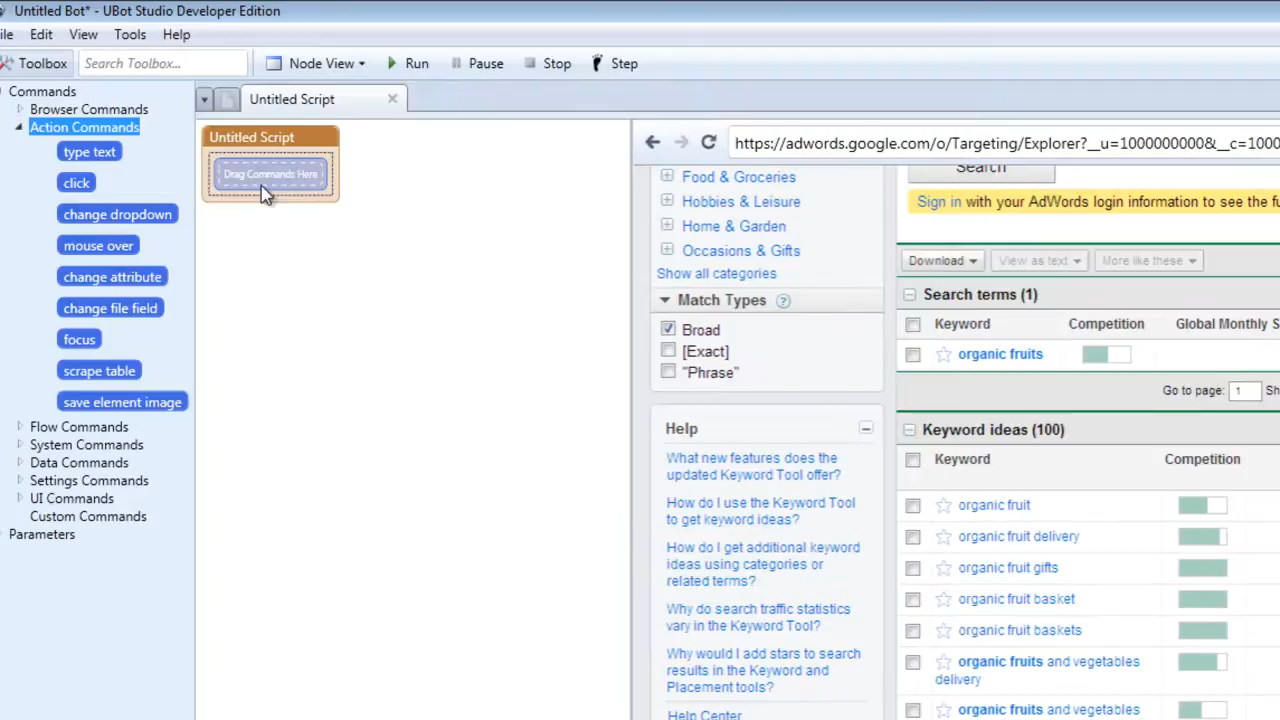 Untitled Bot* - UBot Studio Developer Edition
ile Edit View Tools Help
Toolbox Search Toolbox... Node View Run Pause Stop Step
Commands
Browser Commands
Action Commands
type text
click
change dropdown
mouse over
change attribute
change file field
focus
scrape table
save element image
Flow Commands
System Commands
Data Commands
Settings Commands
UI Commands
Custom Commands
Parameters
Untitled Script
Untitled Script
Drag Commands Here
https://adwords.google.com/o/Targeting/Explorer?__u=1000000000&__c=1000
Food & Groceries
Hobbies & Leisure
Home & Garden
Occasions & Gifts
Show all categories
Match Types ?
Broad
[Exact]
"Phrase"
Help
What new features does the
updated Keyword Tool offer?
How do I use the Keyword Tool
to get keyword ideas?
How do I get additional keyword
ideas using categories or
related terms?
Why do search traffic statistics
vary in the Keyword Tool?
Why would I add stars to search
results in the Keyword and
Placement tools?
Help Center
Search
Sign in with your AdWords login information to see the fu
Download View as text More like these
Search terms (1)
Keyword Competition Global Monthly S
organic fruits
Go to page: 1 Sh
Keyword ideas (100)
Keyword Competition
organic fruit
organic fruit delivery
organic fruit gifts
organic fruit basket
organic fruit baskets
organic fruits and vegetables
delivery
organic fruits and vegetables